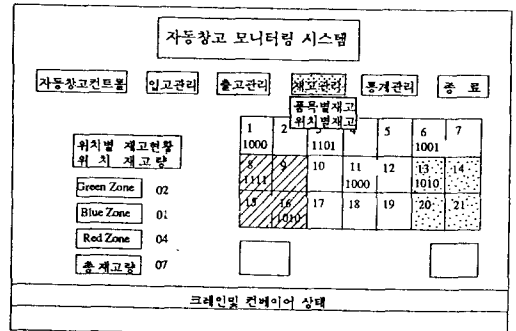 자동창고 모니터링 시스템
자동창고컨트롤 입고관리 출고관리 재고관리 통계관리 종 료
품목별재고
위치별재고
위치별 재고현황
위 치 재고량
Green Zone 02
Blue Zone 01
Red Zone 04
총재고량 07
1 2 3 4 5 6 7
1000 1101 1001
8 9 10 11 12 13 14
1111 1000 1010
15 16 17 18 19 20 21
1010
크레인및 컨베이어 상태